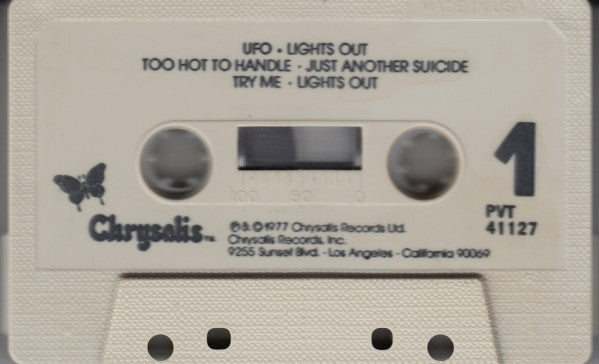 MADE IN USA
UFO • LIGHTS OUT
TOO HOT TO HANDLE • JUST ANOTHER SUICIDE
TRY ME • LIGHTS OUT
100 50 0
1
Chrysalis TM
PVT
41127
℗ & © 1977 Chrysalis Records Ltd.
Chrysalis Records, Inc.
9255 Sunset Blvd. • Los Angeles • California 90069